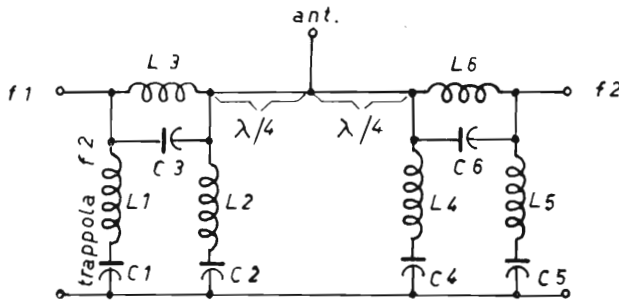 ant.
L3
L6
f1
f2
λ/4
λ/4
C3
C6
trappola f2
L1
L2
L4
L5
C1
C2
C4
C5